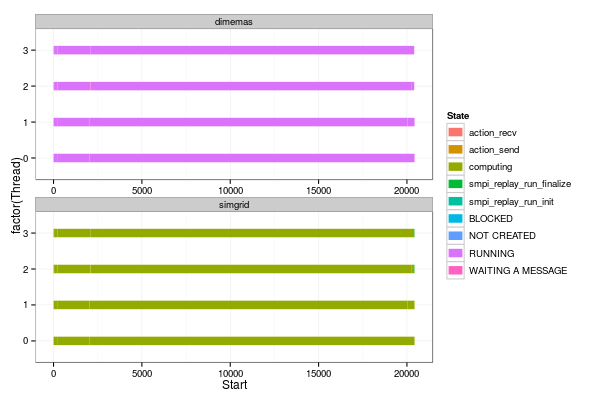 dimemas
3
2
1
0
0
5000
10000
15000
20000
simgrid
3
2
1
0
0
5000
10000
15000
20000
Start
factor(Thread)
State
action_recv
action_send
computing
smpi_replay_run_finalize
smpi_replay_run_init
BLOCKED
NOT CREATED
RUNNING
WAITING A MESSAGE